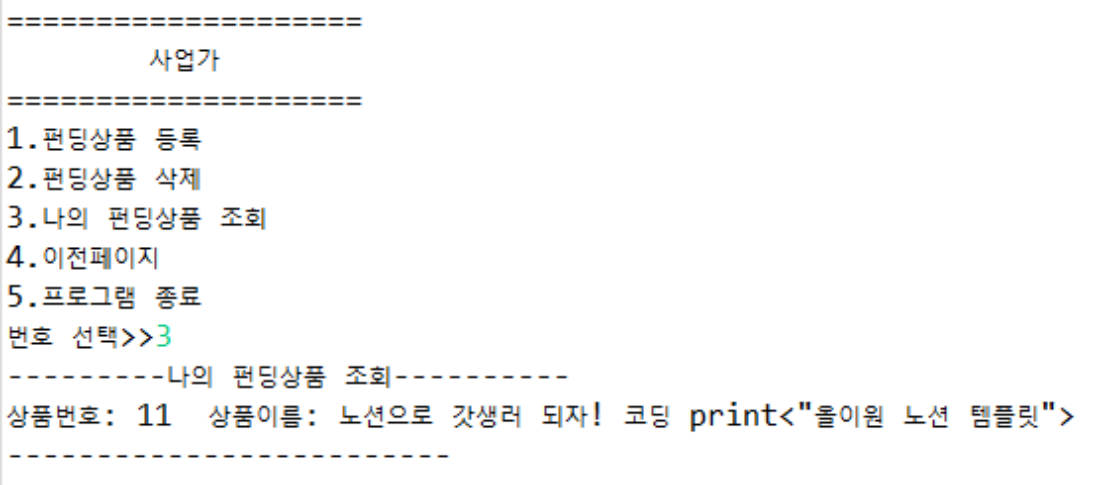 ====================
사업가
====================
1.펀딩상품 등록
2.펀딩상품 삭제
3.나의 펀딩상품 조회
4.이전페이지
5.프로그램 종료
번호 선택>>3
---------나의 펀딩상품 조회----------
상품번호: 11  상품이름: 노션으로 갓생러 되자! 코딩 print<"올이원 노션 템플릿">
-------------------------